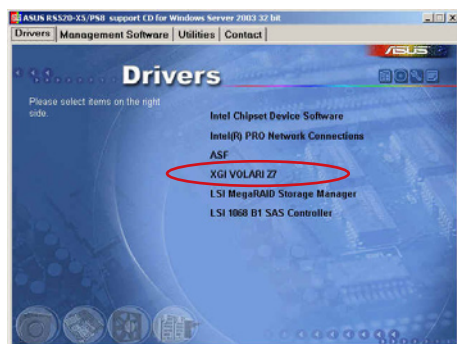 ASUS RS520-X5/PS8 support CD for Windows Server 2003 32 bit
Drivers Management Software Utilities Contact
ASUS
Drivers
Please select items on the right
side.
Intel Chipset Device Software
Intel(R) PRO Network Connections
ASF
XGI VOLARI Z7
LSI MegaRAID Storage Manager
LSI 1068 B1 SAS Controller